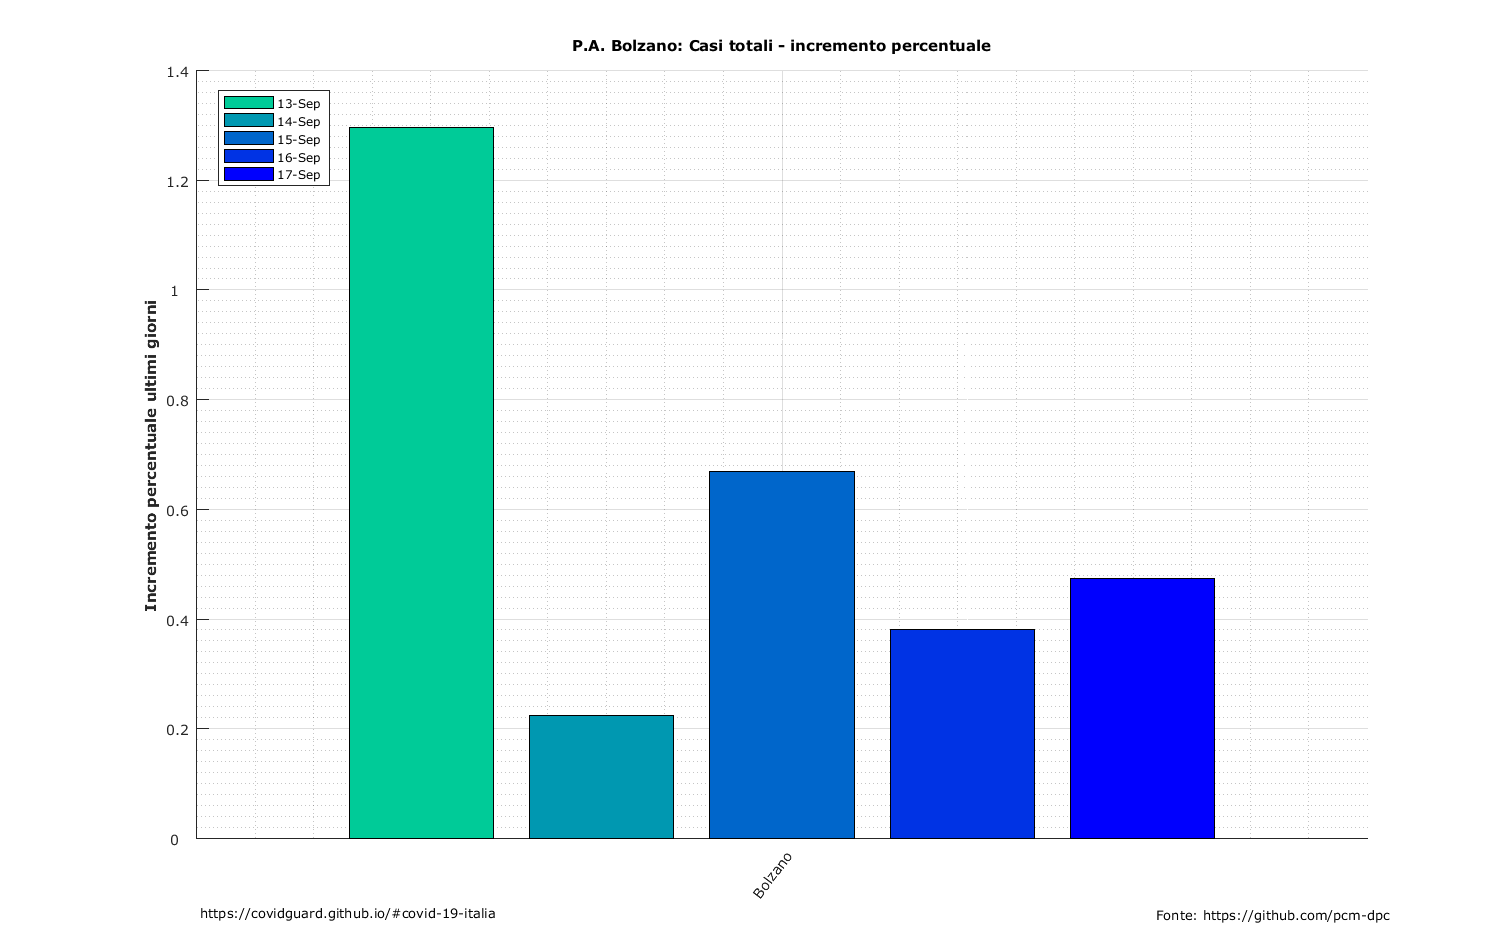 P.A. Bolzano: Casi totali - incremento percentuale
Incremento percentuale ultimi giorni
1.4
1.2
1
0.8
0.6
0.4
0.2
0
13-Sep
14-Sep
15-Sep
16-Sep
17-Sep
Bolzano
https://covidguard.github.io/#covid-19-italia
Fonte: https://github.com/pcm-dpc